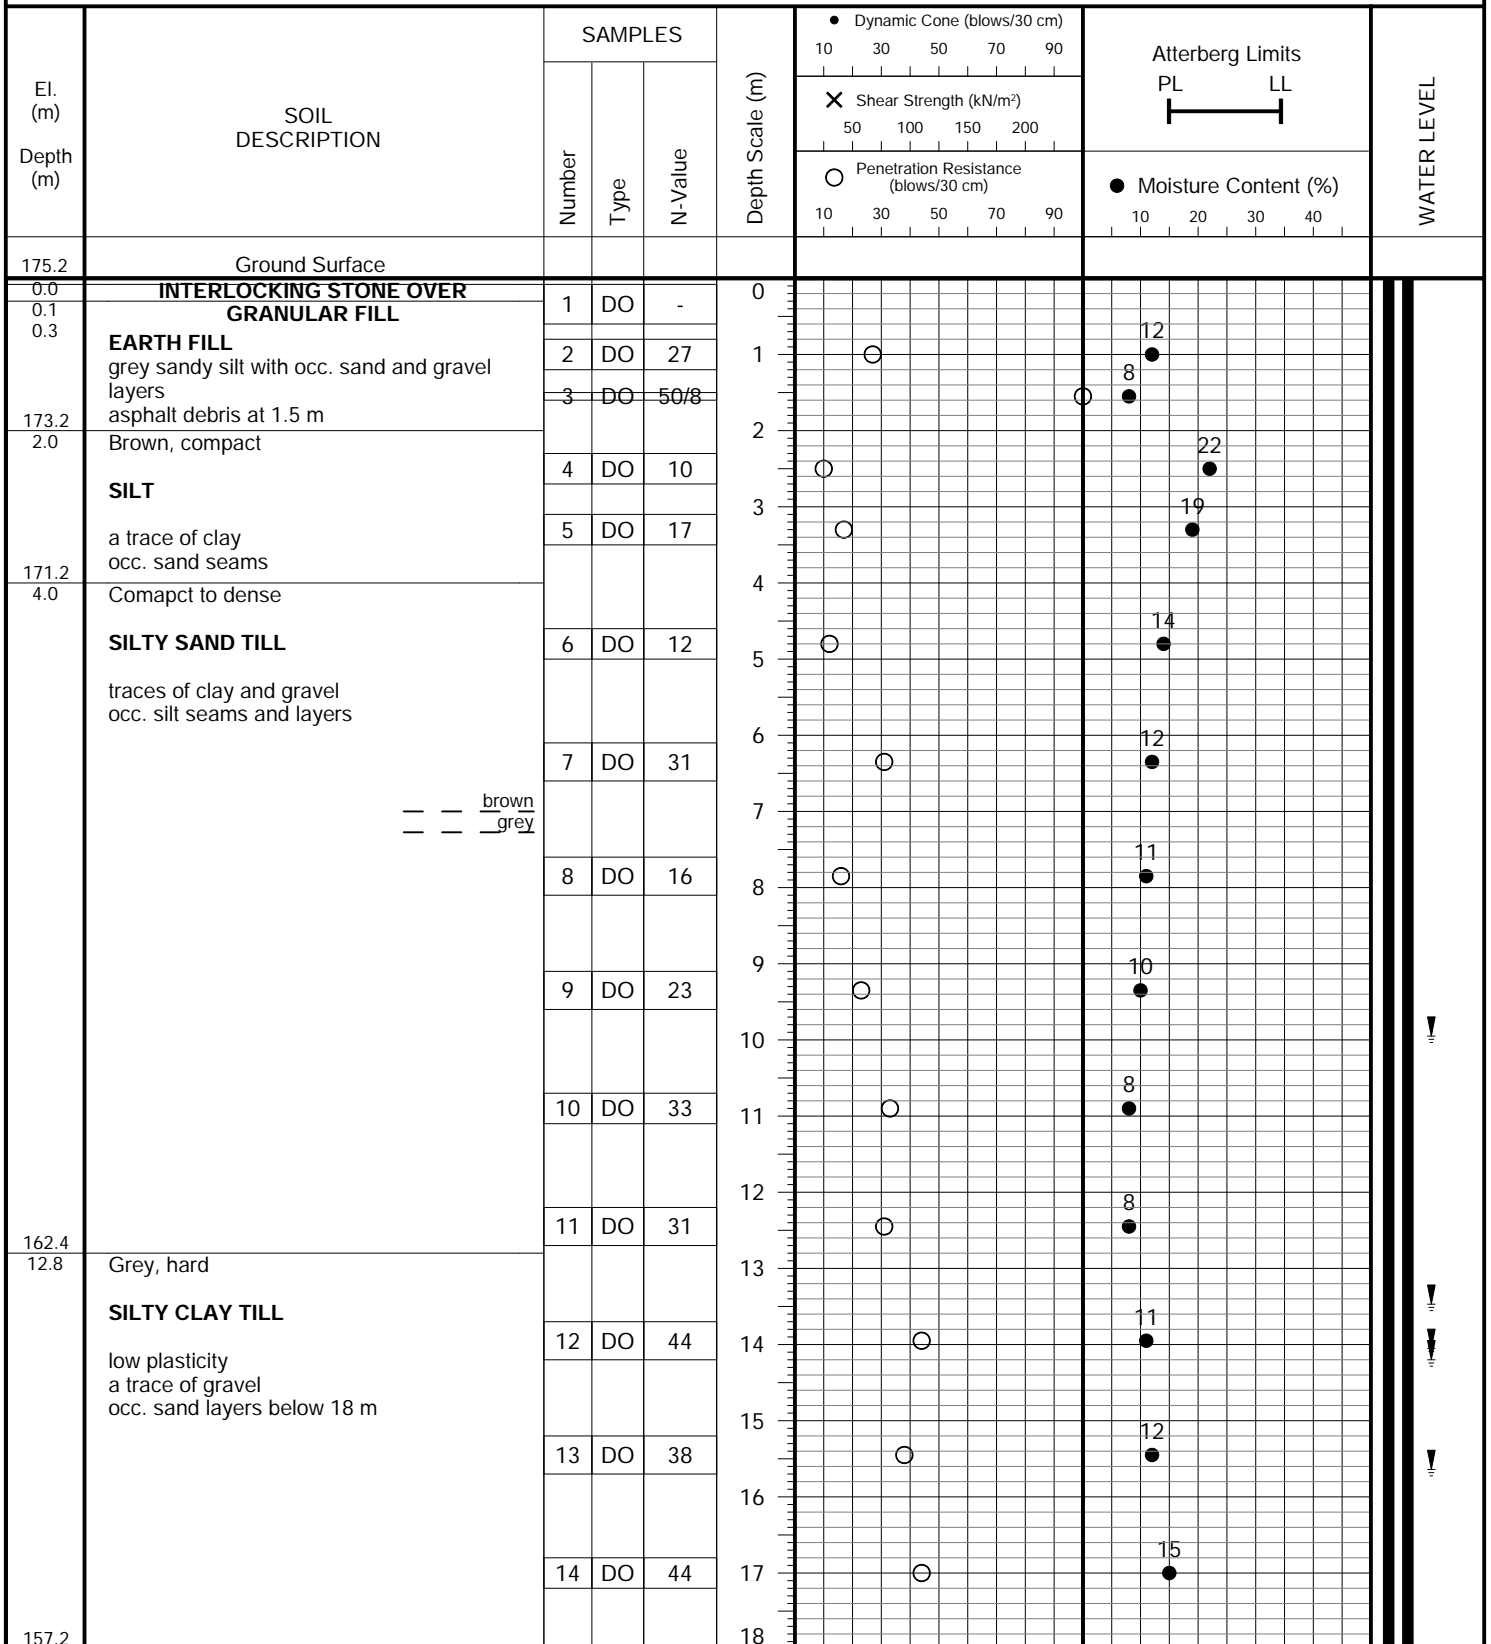 El.
(m)
Depth
(m)
SOIL
DESCRIPTION
SAMPLES
Number
Type
N-Value
Depth Scale (m)
Dynamic Cone (blows/30 cm)
10 30 50 70 90
Shear Strength (kN/m²)
50 100 150 200
Penetration Resistance
(blows/30 cm)
10 30 50 70 90
Atterberg Limits
PL LL
Moisture Content (%)
10 20 30 40
WATER LEVEL
175.2 Ground Surface
0.0 INTERLOCKING STONE OVER
0.1 GRANULAR FILL
0.3
1 DO -
0
EARTH FILL
grey sandy silt with occ. sand and gravel
layers
asphalt debris at 1.5 m
12
2 DO 27
1
8
3 DO 50/8
173.2
2.0
2
Brown, compact
SILT
a trace of clay
occ. sand seams
22
4 DO 10
3
19
5 DO 17
171.2
4.0
4
Comapct to dense
SILTY SAND TILL
traces of clay and gravel
occ. silt seams and layers
14
6 DO 12
5
6
12
7 DO 31
brown
grey
7
11
8 DO 16
8
9
10
9 DO 23
10
8
10 DO 33
11
12
8
11 DO 31
162.4
12.8
13
Grey, hard
SILTY CLAY TILL
low plasticity
a trace of gravel
occ. sand layers below 18 m
11
12 DO 44
14
15
12
13 DO 38
16
15
14 DO 44
17
157.2
18